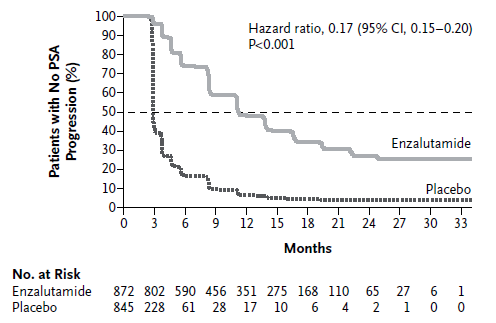 100
90
80
70
60
50
40
30
20
10
0
Patients with No PSA
Progression (%)
Hazard ratio, 0.17 (95% CI, 0.15–0.20)
P<0.001
Enzalutamide
Placebo
0 3 6 9 12 15 18 21 24 27 30 33
Months
No. at Risk
Enzalutamide 872 802 590 456 351 275 168 110 65 27 6 1
Placebo 845 228 61 28 17 10 6 4 2 1 0 0